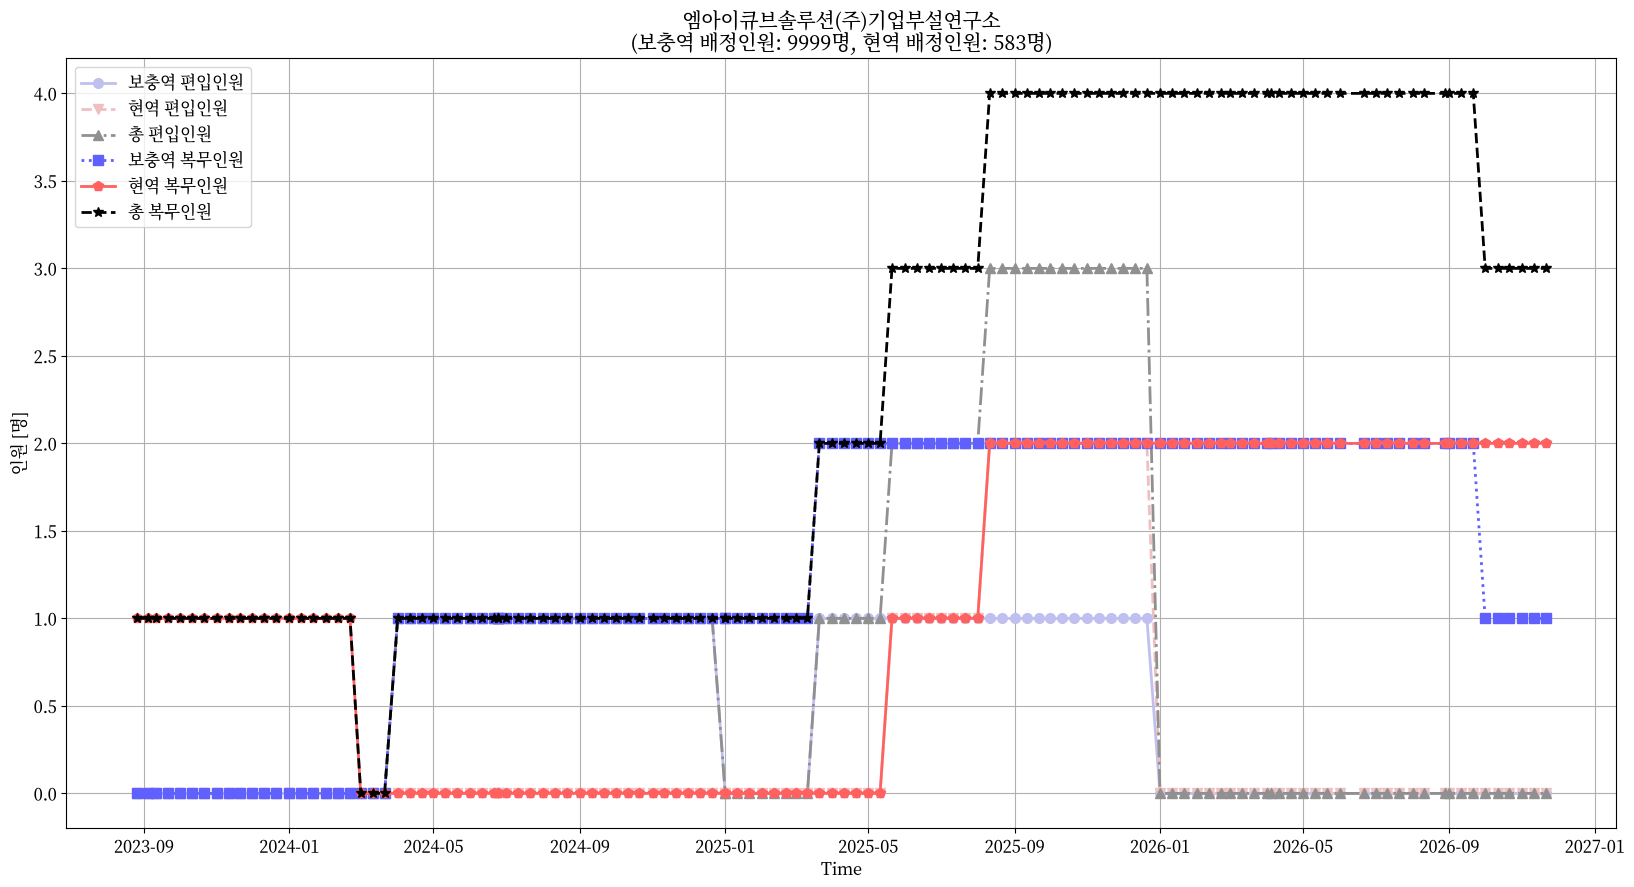 엠아이큐브솔루션(주)기업부설연구소
(보충역 배정인원: 9999명, 현역 배정인원: 583명)
보충역 편입인원
현역 편입인원
총 편입인원
보충역 복무인원
현역 복무인원
총 복무인원
인원 [명]
4.0
3.5
3.0
2.5
2.0
1.5
1.0
0.5
0.0
2023-09
2024-01
2024-05
2024-09
2025-01
2025-05
2025-09
2026-01
2026-05
2026-09
2027-01
Time